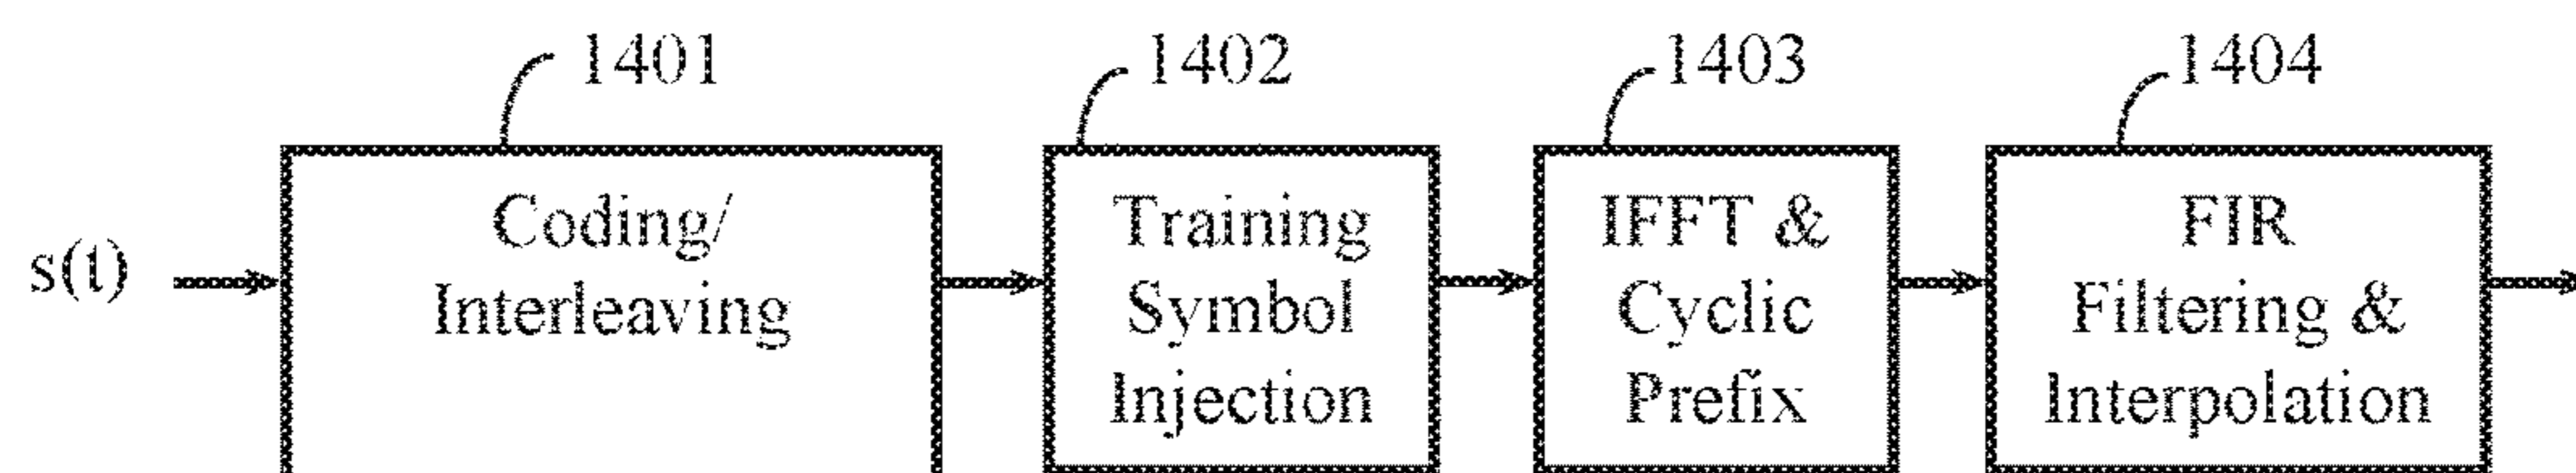 1401
1402
1403
1404
s(t)
Coding/
Interleaving
Training
Symbol
Injection
IFFT &
Cyclic
Prefix
FIR
Filtering &
Interpolation